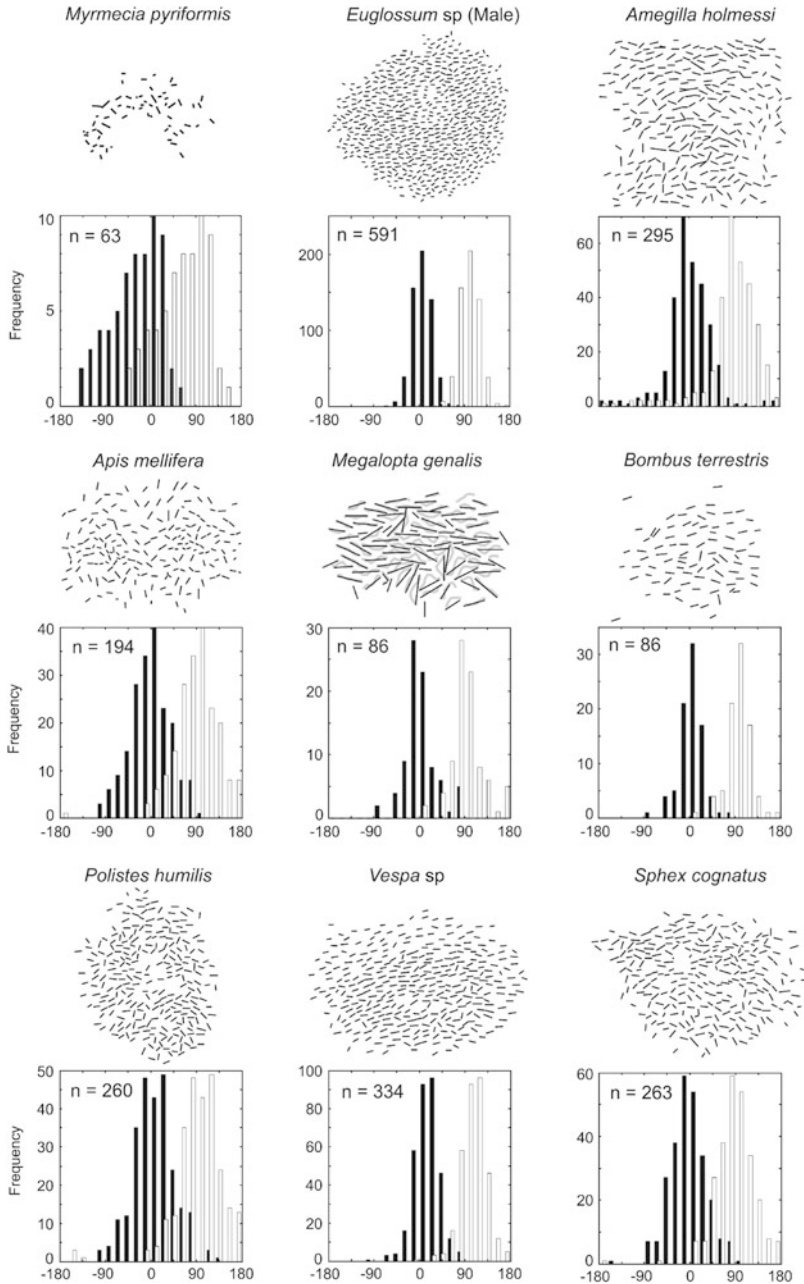 Myrmecia pyriformis
Euglossum sp (Male)
Amegilla holmessi
n = 63
n = 591
n = 295
Frequency
10
5
0
200
100
0
70
60
40
20
0
-180 -90 0 90 180
-180 -90 0 90 180
-180 -90 0 90 180
Apis mellifera
Megalopta genalis
Bombus terrestris
n = 194
n = 86
n = 86
Frequency
40
30
20
10
0
30
20
10
0
30
20
10
0
-180 -90 0 90 180
-180 -90 0 90 180
-180 -90 0 90 180
Polistes humilis
Vespa sp
Sphex cognatus
n = 260
n = 334
n = 263
Frequency
50
40
30
20
10
0
100
80
60
40
20
0
60
40
20
0
-180 -90 0 90 180
-180 -90 0 90 180
-180 -90 0 90 180